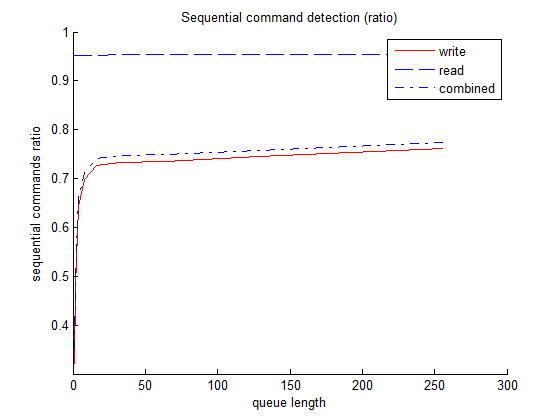 Sequential command detection (ratio)
1
0.9
0.8
0.7
0.6
0.5
0.4
sequential commands ratio
write
read
combined
0
50
100
150
200
250
300
queue length